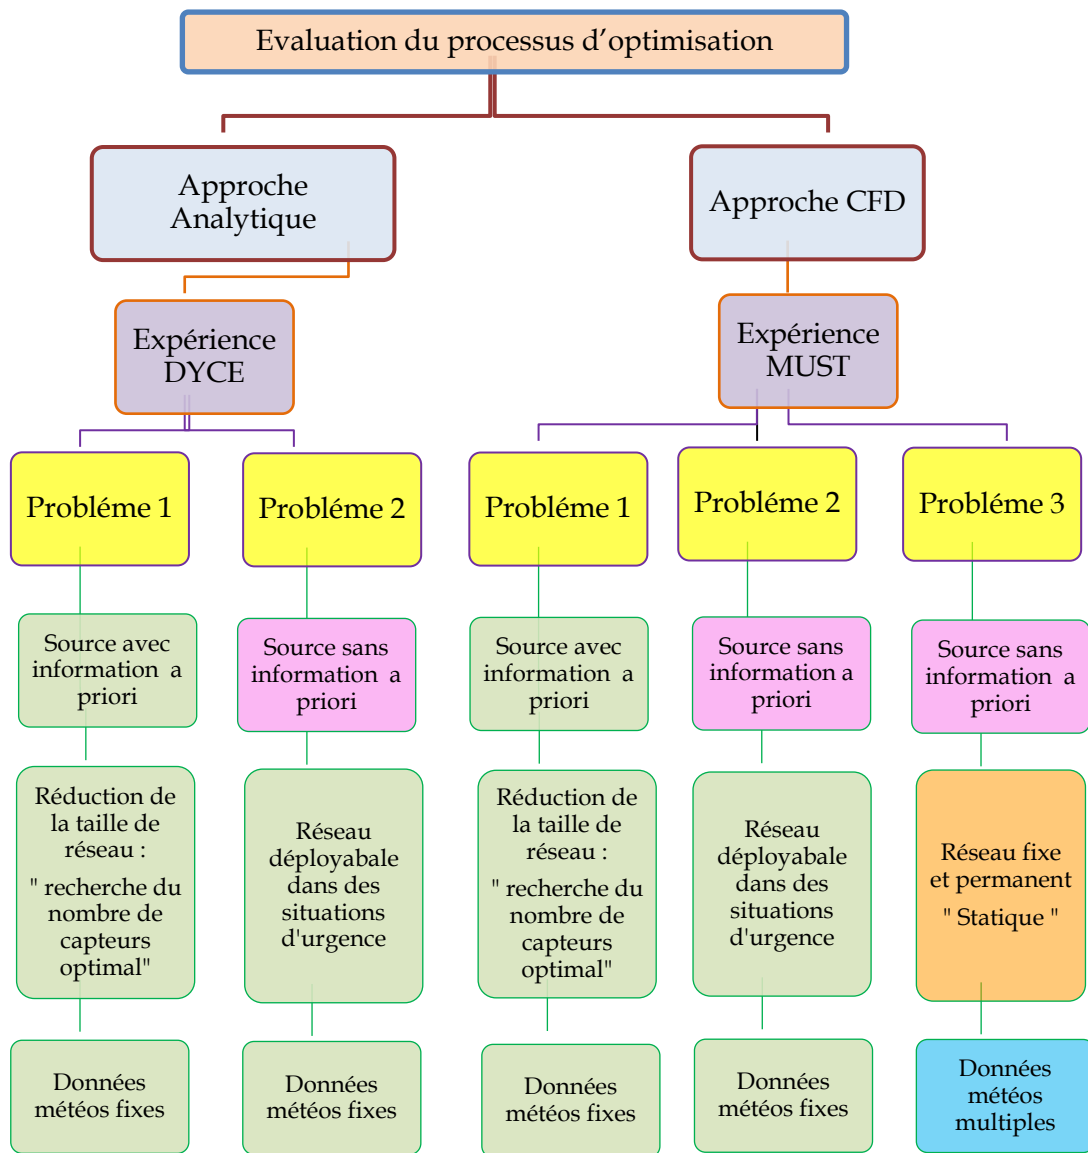 Evaluation du processus d’optimisation
Approche
Analytique
Approche CFD
Expérience
DYCE
Expérience
MUST
Probléme 1
Probléme 2
Probléme 1
Probléme 2
Probléme 3
Source avec
information a
priori
Source sans
information a
priori
Source avec
information a
priori
Source sans
information a
priori
Source sans
information a
priori
Réduction de
la taille de
réseau :
" recherche du
nombre de
capteurs
optimal"
Réseau
déployabale
dans des
situations
d'urgence
Réduction de
la taille de
réseau :
" recherche du
nombre de
capteurs
optimal"
Réseau
déployabale
dans des
situations
d'urgence
Réseau fixe
et permanent
" Statique "
Données
météos fixes
Données
météos fixes
Données
météos fixes
Données
météos fixes
Données
météos
multiples